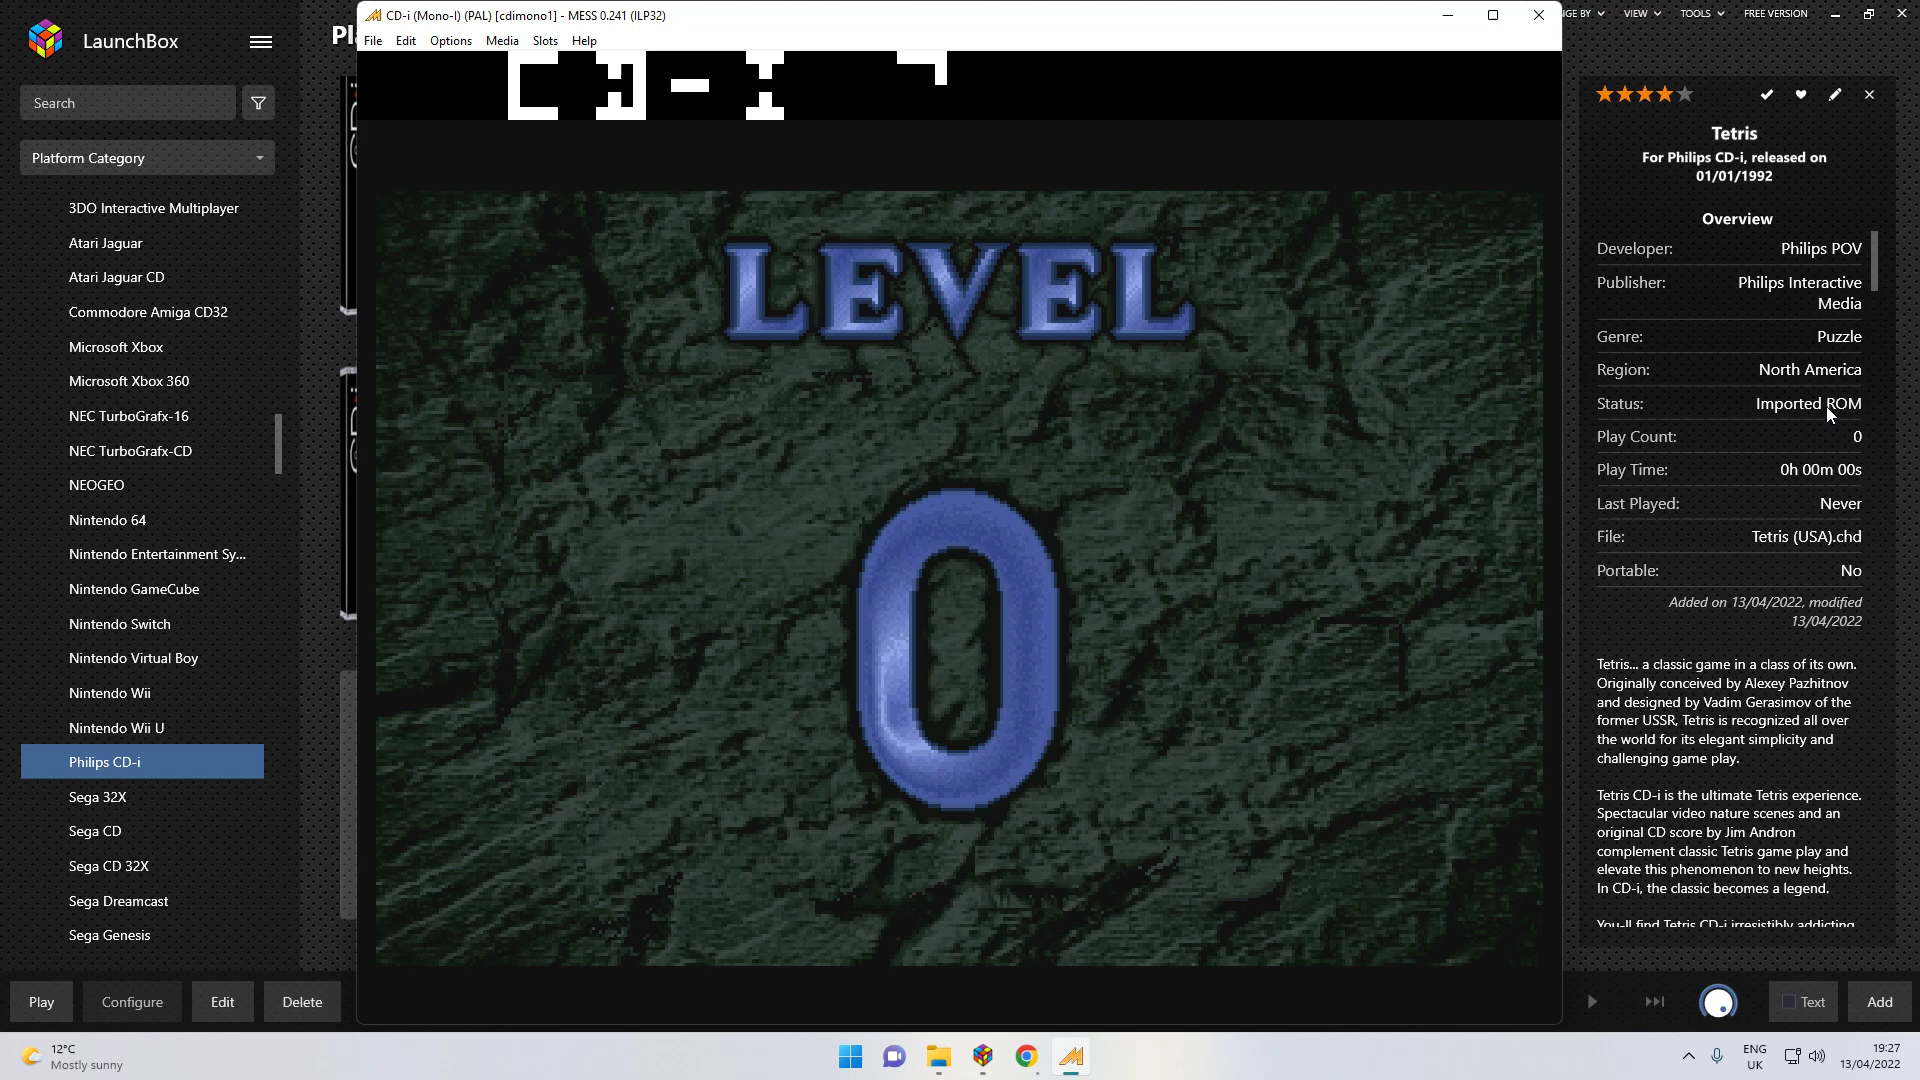 LaunchBox
Search
Platform Category
3DO Interactive Multiplayer
Atari Jaguar
Atari Jaguar CD
Commodore Amiga CD32
Microsoft Xbox
Microsoft Xbox 360
NEC TurboGrafx-16
NEC TurboGrafx-CD
NEOGEO
Nintendo 64
Nintendo Entertainment Sy...
Nintendo GameCube
Nintendo Switch
Nintendo Virtual Boy
Nintendo Wii
Nintendo Wii U
Philips CD-i
Sega 32X
Sega CD
Sega CD 32X
Sega Dreamcast
Sega Genesis
Play Configure Edit Delete
CD-i (Mono-I) (PAL) [cdimono1] - MESS 0.241 (ILP32)
File Edit Options Media Slots Help
LEVEL
0
VIEW TOOLS FREE VERSION
Tetris
For Philips CD-i, released on
01/01/1992
Overview
Developer: Philips POV
Publisher: Philips Interactive
Media
Genre: Puzzle
Region: North America
Status: Imported ROM
Play Count: 0
Play Time: 0h 00m 00s
Last Played: Never
File: Tetris (USA).chd
Portable: No
Added on 13/04/2022, modified
13/04/2022
Tetris... a classic game in a class of its own.
Originally conceived by Alexey Pazhitnov
and designed by Vadim Gerasimov of the
former USSR, Tetris is recognized all over
the world for its elegant simplicity and
challenging game play.
Tetris CD-i is the ultimate Tetris experience.
Spectacular video nature scenes and an
original CD score by Jim Andron
complement classic Tetris game play and
elevate this phenomenon to new heights.
In CD-i, the classic becomes a legend.
You-ll find Tetris CD-i irresistibly addicting
Text Add
12°C
Mostly sunny
ENG
UK
19:27
13/04/2022